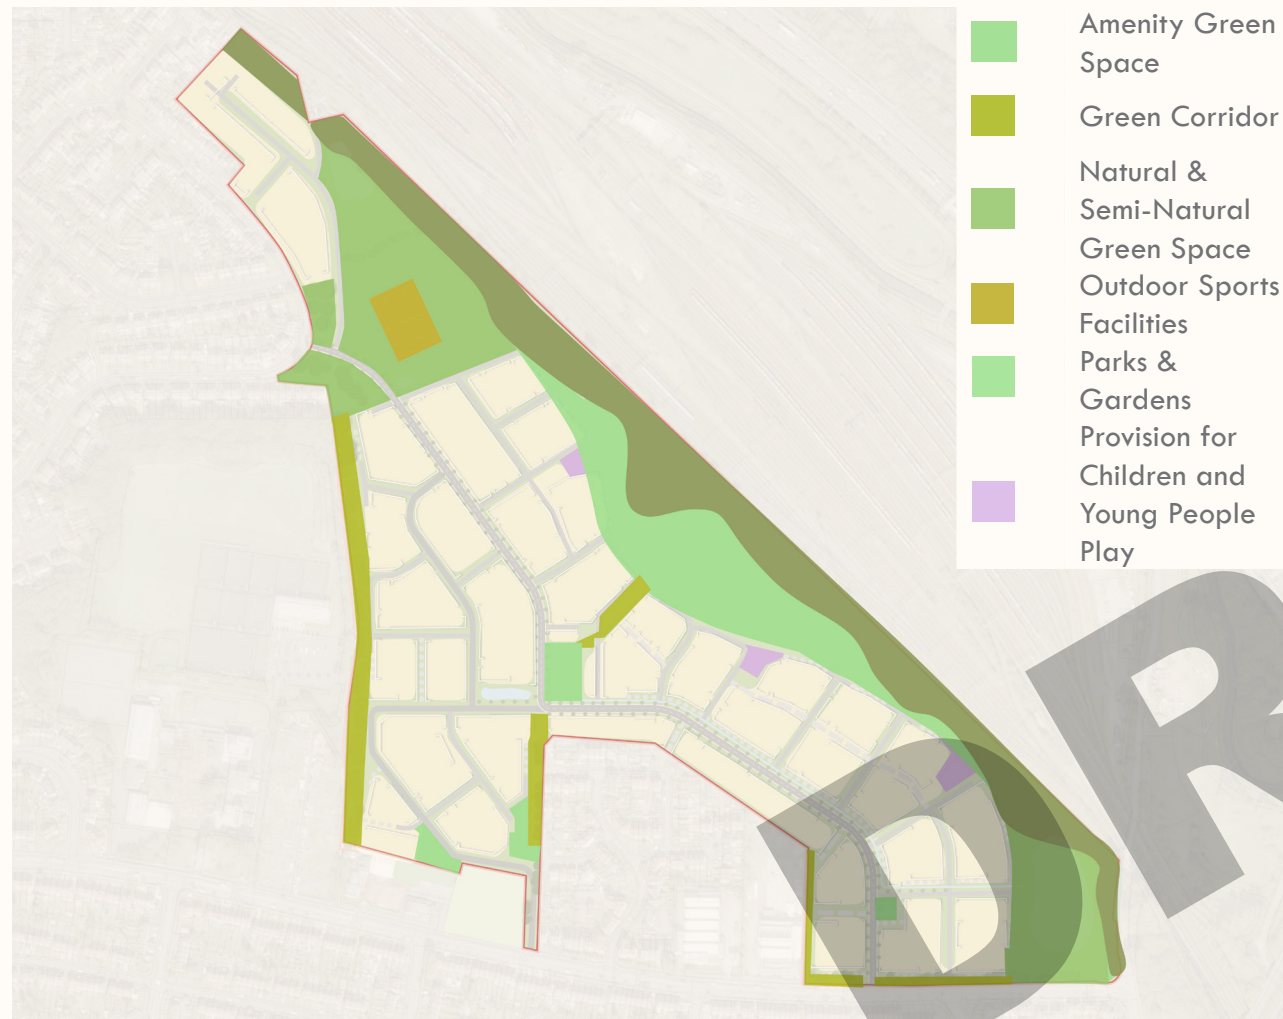 Amenity Green
Space
Green Corridor
Natural &
Semi-Natural
Green Space
Outdoor Sports
Facilities
Parks &
Gardens
Provision for
Children and
Young People
Play
DR